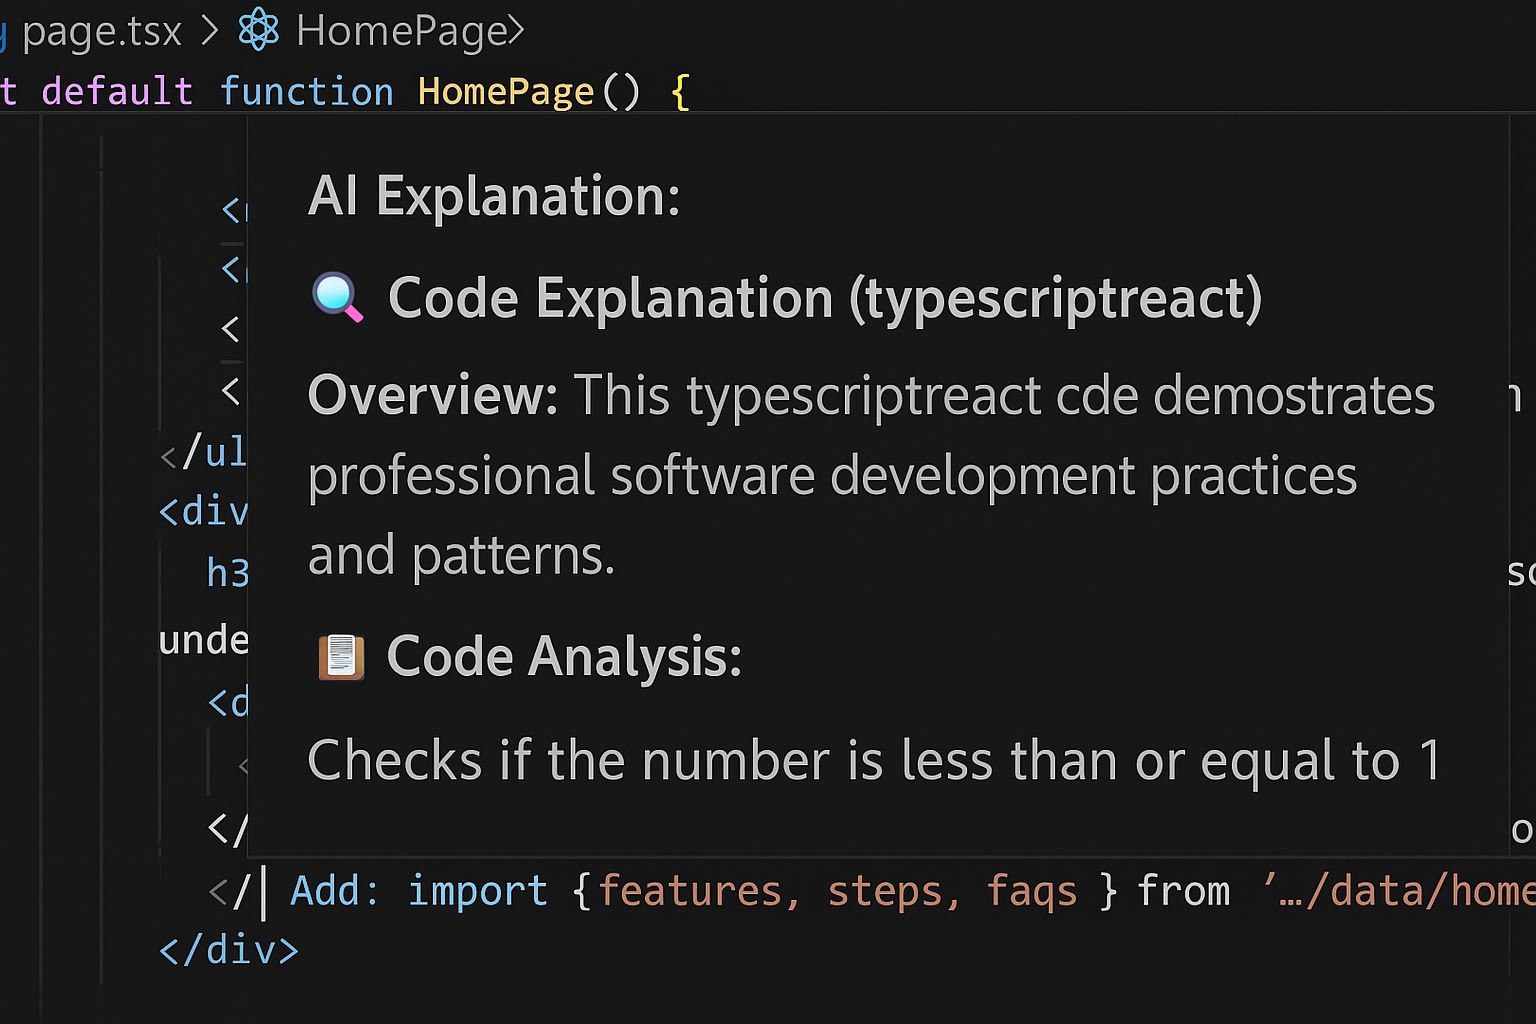 page.tsx > HomePage>
t default function HomePage() {
AI Explanation:
Code Explanation (typescriptreact)
<
<
<
Overview: This typescriptreact cde demostrates
<
professional software development practices
</ul
<div
and patterns.
h3
unde
Code Analysis:
<d
Checks if the number is less than or equal to 1
<
</
</ Add: import {features, steps, faqs } from ’…/data/home
</div>